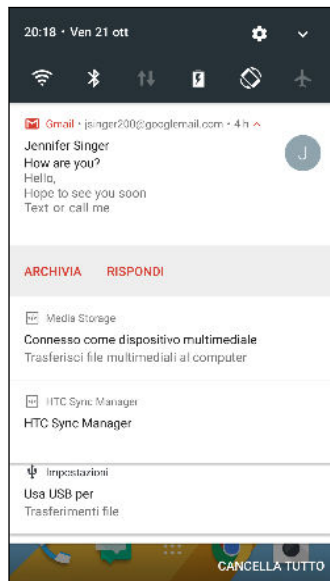 20:18 • Ven 21 ott
Gmail • jsinger200@googlemail.com • 4 h
Jennifer Singer
J
How are you?
Hello,
Hope to see you soon
Text or call me
ARCHIVIA RISPONDI
Media Storage
Connesso come dispositivo multimediale
Trasferisci file multimediali al computer
HTC Sync Manager
HTC Sync Manager
Impostazioni
Usa USB per
Trasferimenti file
CANCELLA TUTTO